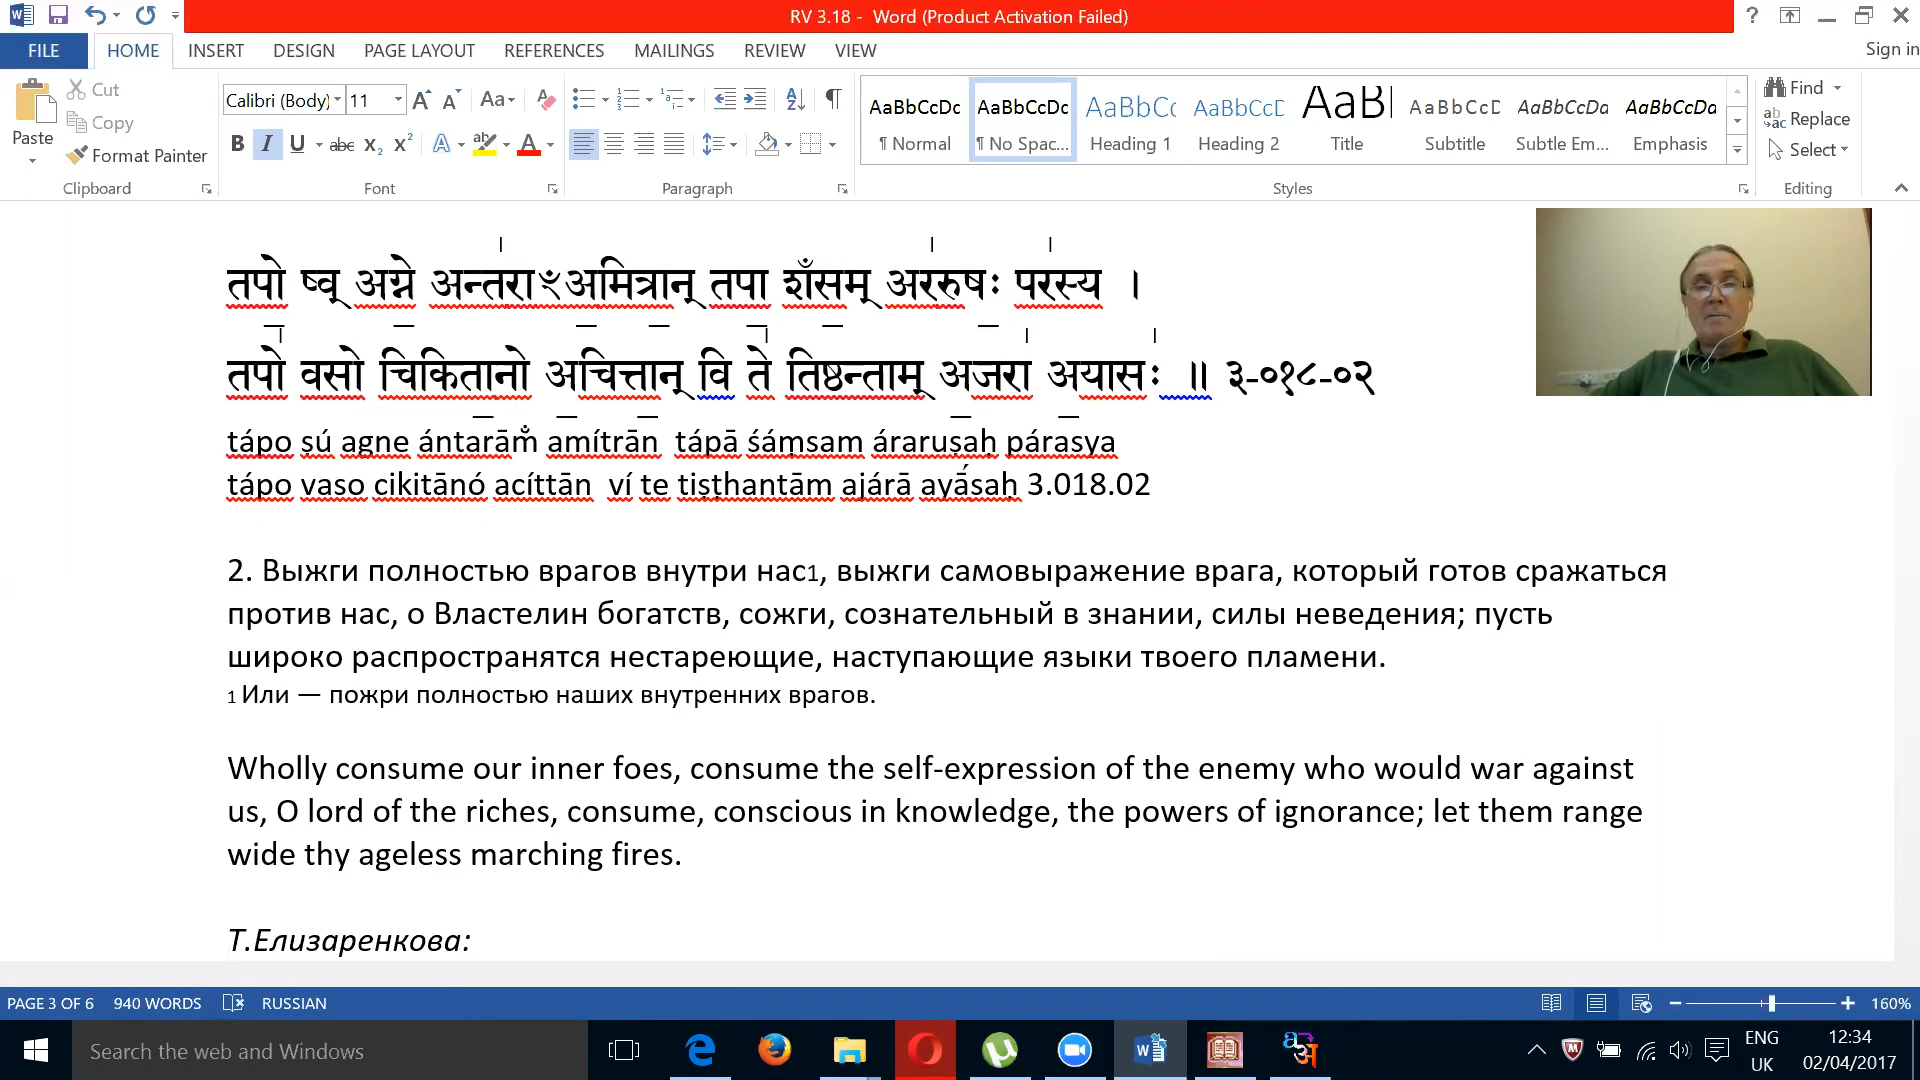 RV 3.18 - Word (Product Activation Failed)
FILE HOME INSERT DESIGN PAGE LAYOUT REFERENCES MAILINGS REVIEW VIEW Sign in
Paste Cut Copy Format Painter
Calibri (Body) 11
AaBbCcDc AaBbCcDc AaBbCc AaBbCcD AaBl AaBbCcD AaBbCcDa AaBbCcDa
¶ Normal ¶ No Spac... Heading 1 Heading 2 Title Subtitle Subtle Em... Emphasis
Find Replace Select
Clipboard Font Paragraph Styles Editing
तपो ष्व् अग्ने अन्तराꣳअमित्रान् तपा शँसम् अररुषः परस्य ।
तपो वसो चिकितानो अचित्तान् वि ते तिष्ठन्ताम् अजरा अयासः ॥ ३-०१८-०२
tápo ṣú agne ántarām̐ amítrān tápā śáṃsam áraruṣaḥ párasya
tápo vaso cikitānó acíttān ví te tiṣṭhantām ajárā ayā́saḥ 3.018.02
2. Выжги полностью врагов внутри нас1, выжги самовыражение врага, который готов сражаться
против нас, о Властелин богатств, сожги, сознательный в знании, силы неведения; пусть
широко распространятся нестареющие, наступающие языки твоего пламени.
1 Или — пожри полностью наших внутренних врагов.
Wholly consume our inner foes, consume the self-expression of the enemy who would war against
us, O lord of the riches, consume, conscious in knowledge, the powers of ignorance; let them range
wide thy ageless marching fires.
Т.Елизаренкова:
PAGE 3 OF 6 940 WORDS RUSSIAN 160%
Search the web and Windows
ENG 12:34
UK 02/04/2017